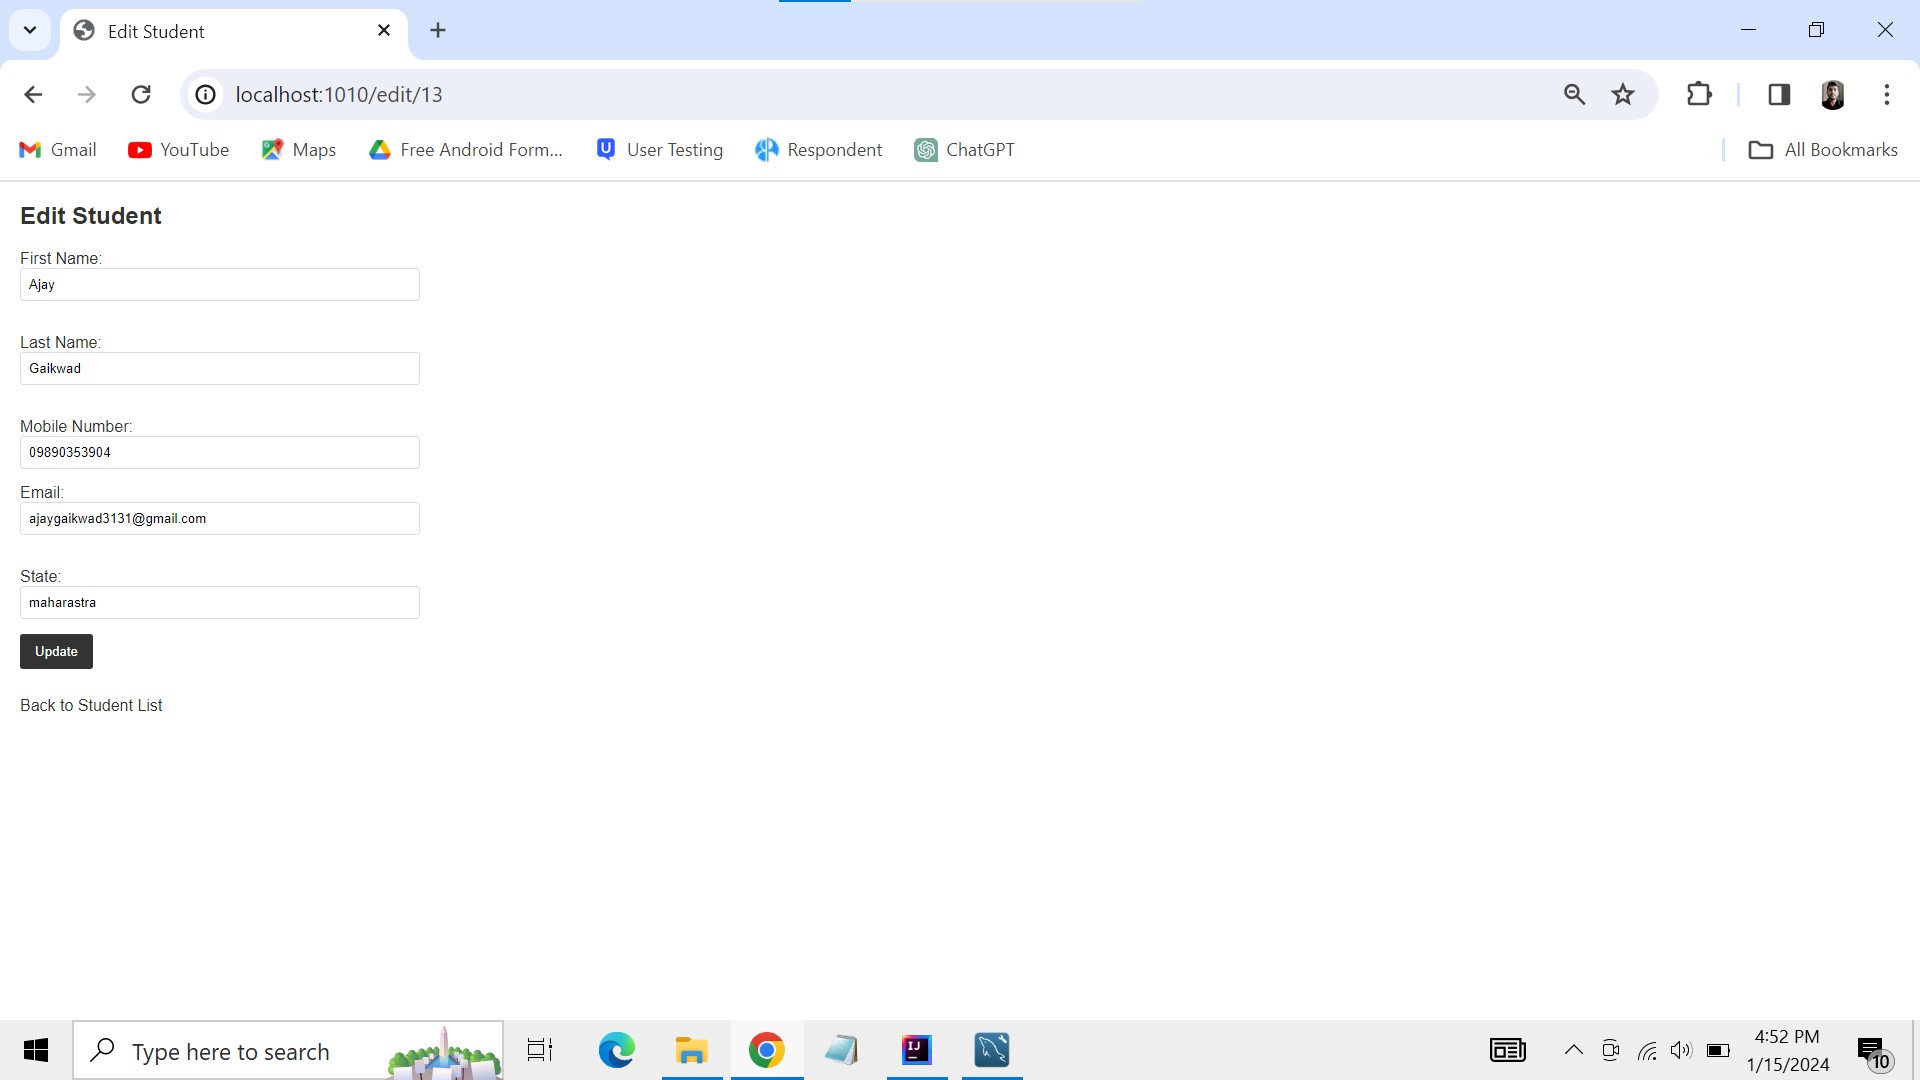 Edit Student
localhost:1010/edit/13
Gmail
YouTube
Maps
Free Android Form...
User Testing
Respondent
ChatGPT
All Bookmarks
Edit Student
First Name:
Ajay
Last Name:
Gaikwad
Mobile Number:
09890353904
Email:
ajaygaikwad3131@gmail.com
State:
maharastra
Update
Back to Student List
Type here to search
IJ
4:52 PM
1/15/2024
10